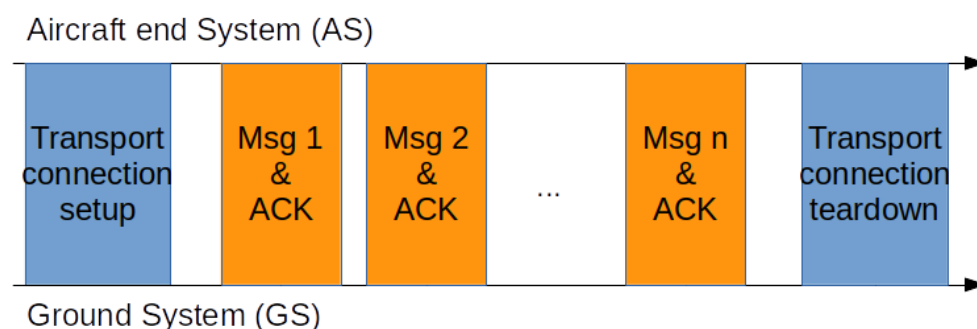 Aircraft end System (AS)
Transport
connection
setup
Msg 1
&
ACK
Msg 2
&
ACK
...
Msg n
&
ACK
Transport
connection
teardown
Ground System (GS)